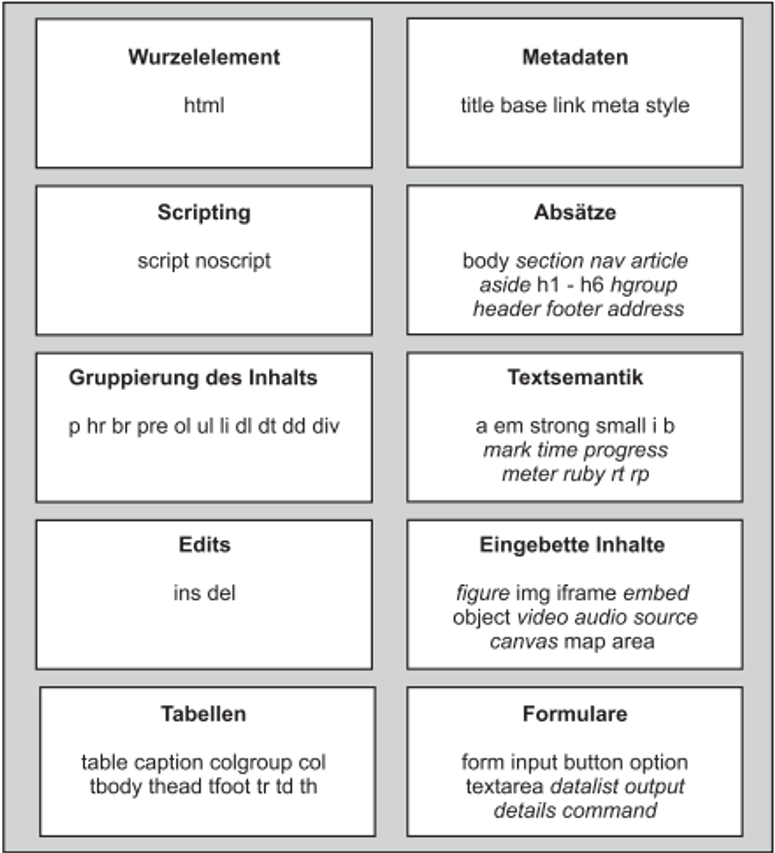 Wurzelelement
html
Metadaten
title base link meta style
Scripting
script noscript
Absätze
body section nav article
aside h1 - h6 hgroup
header footer address
Gruppierung des Inhalts
p hr br pre ol ul li dl dt dd div
Textsemantik
a em strong small i b
mark time progress
meter ruby rt rp
Edits
ins del
Eingebette Inhalte
figure img iframe embed
object video audio source
canvas map area
Tabellen
table caption colgroup col
tbody thead tfoot tr td th
Formulare
form input button option
textarea datalist output
details command